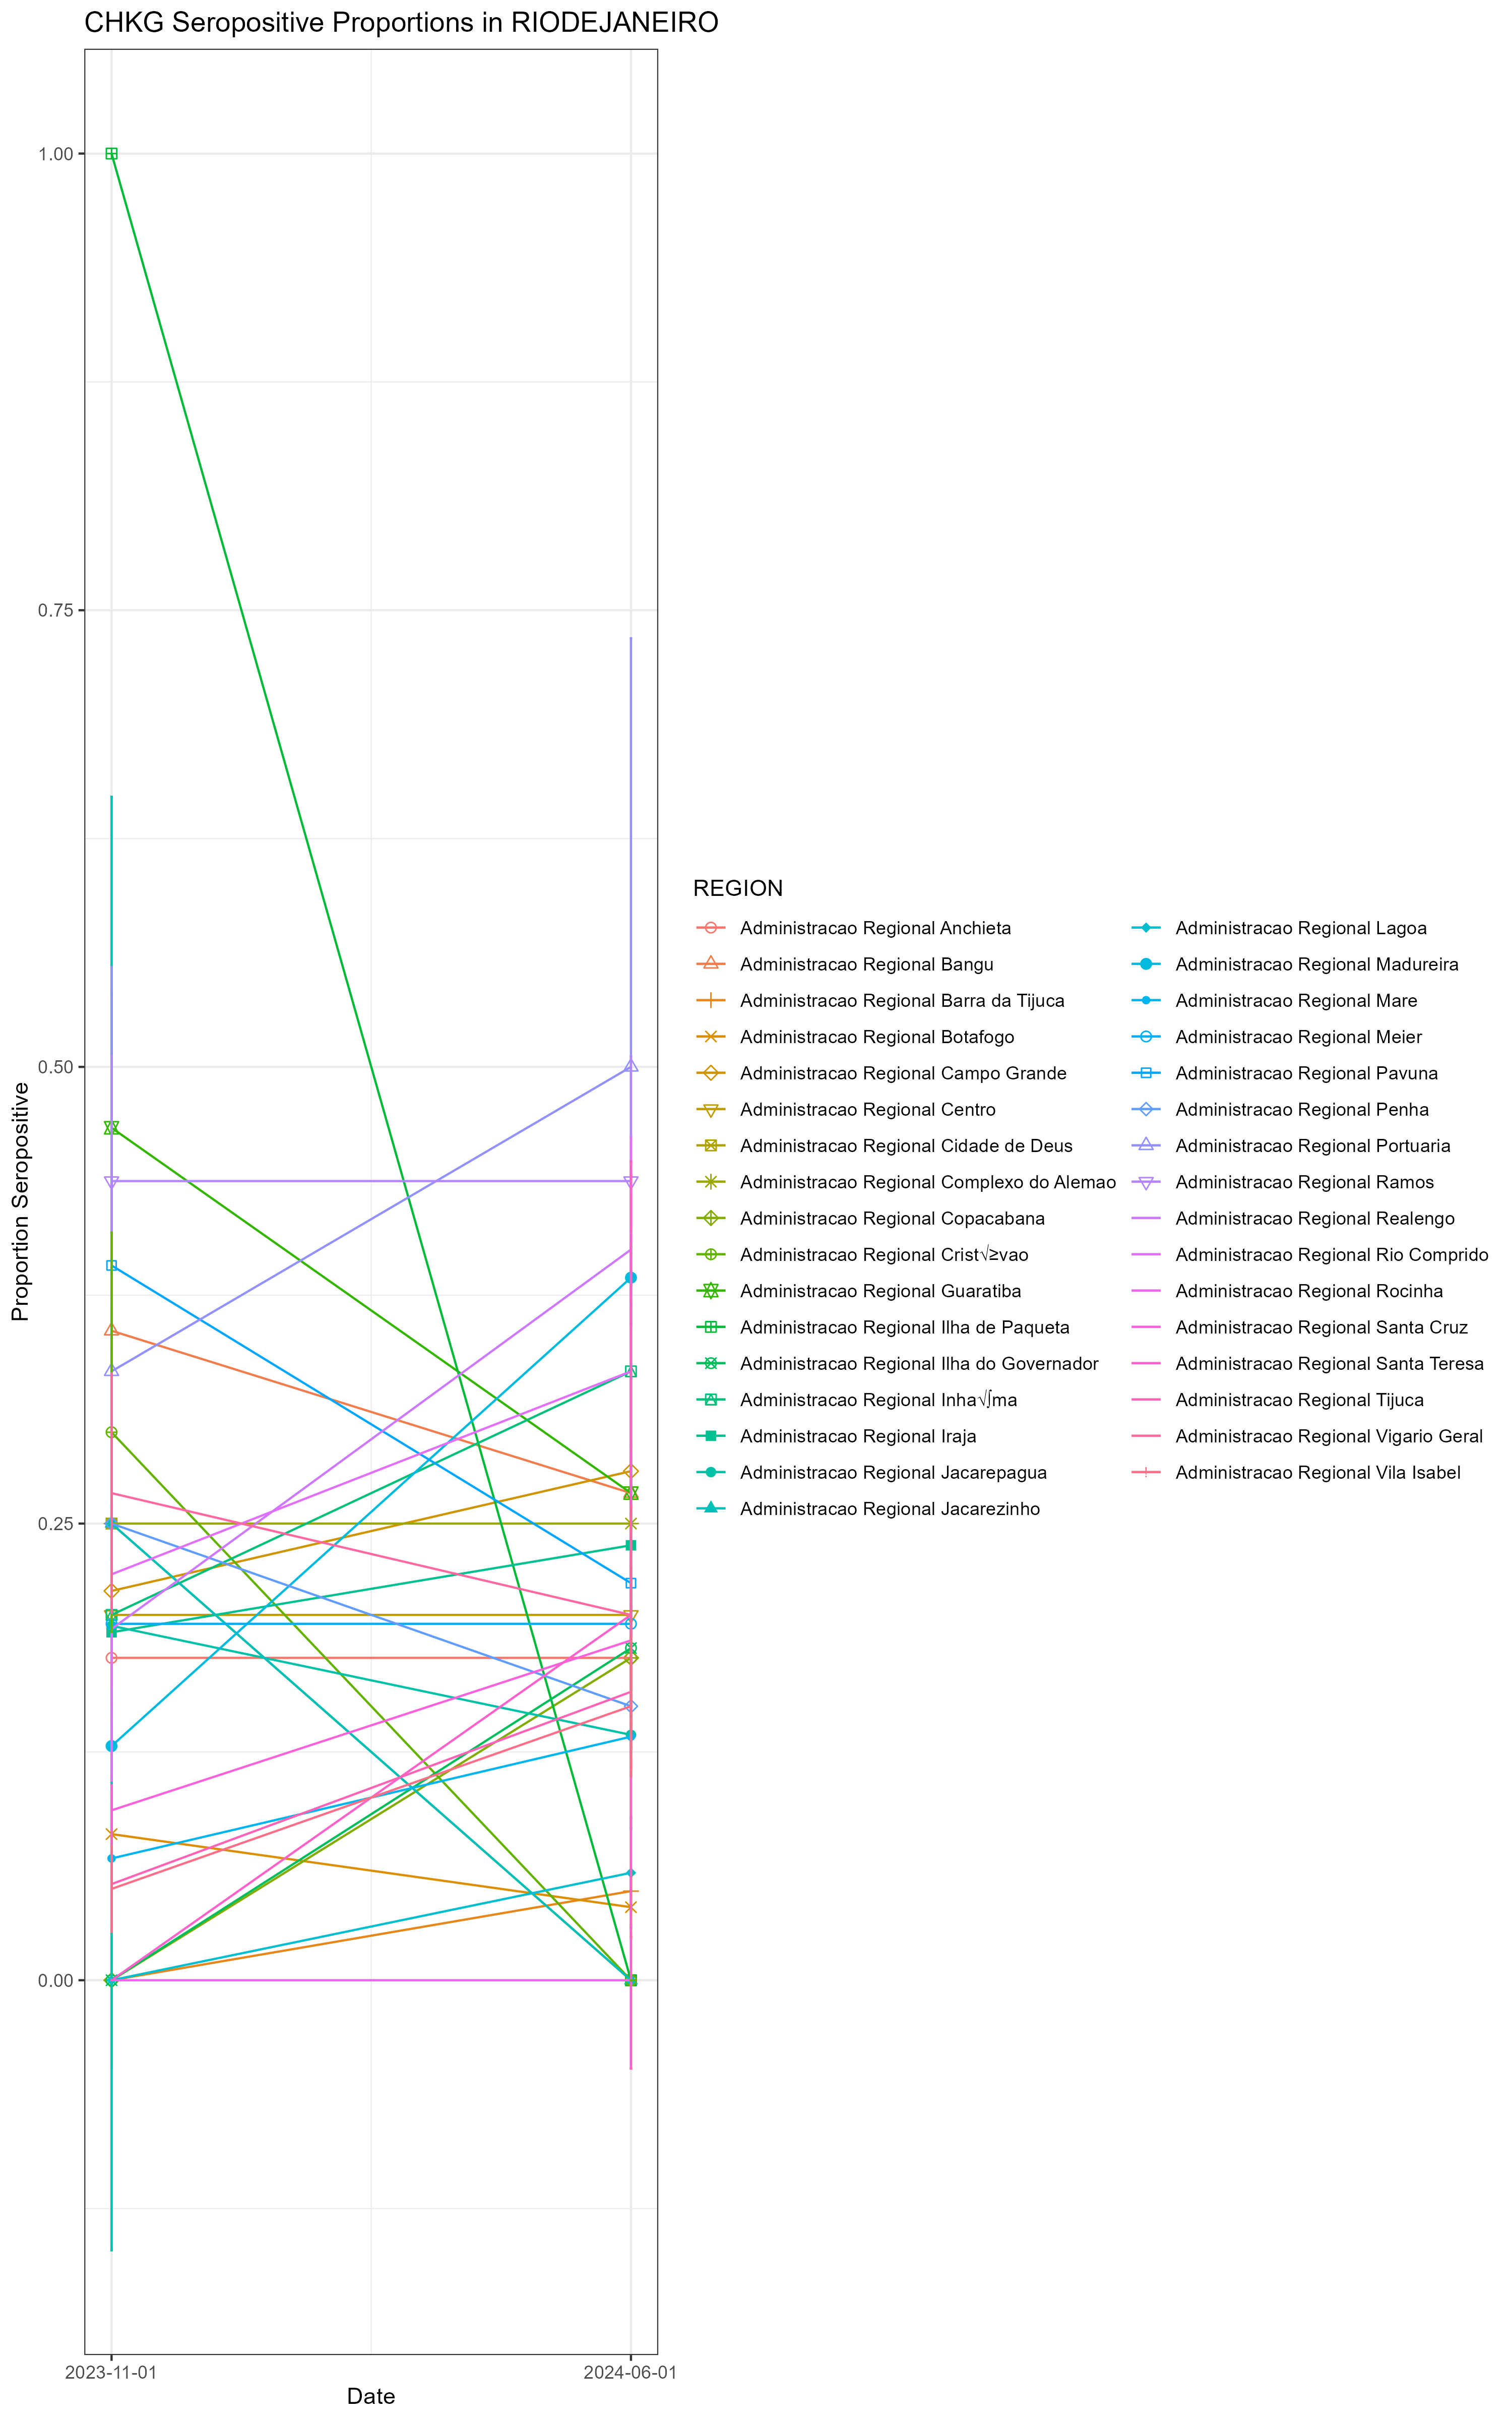 CHKG Seropositive Proportions in RIODEJANEIRO
1.00
0.75
0.50
0.25
0.00
Proportion Seropositive
2023-11-01
2024-06-01
Date
REGION
Administracao Regional Anchieta
Administracao Regional Bangu
Administracao Regional Barra da Tijuca
Administracao Regional Botafogo
Administracao Regional Campo Grande
Administracao Regional Centro
Administracao Regional Cidade de Deus
Administracao Regional Complexo do Alemao
Administracao Regional Copacabana
Administracao Regional Crist√≥vao
Administracao Regional Guaratiba
Administracao Regional Ilha de Paqueta
Administracao Regional Ilha do Governador
Administracao Regional Inha√∫ma
Administracao Regional Iraja
Administracao Regional Jacarepagua
Administracao Regional Jacarezinho
Administracao Regional Lagoa
Administracao Regional Madureira
Administracao Regional Mare
Administracao Regional Meier
Administracao Regional Pavuna
Administracao Regional Penha
Administracao Regional Portuaria
Administracao Regional Ramos
Administracao Regional Realengo
Administracao Regional Rio Comprido
Administracao Regional Rocinha
Administracao Regional Santa Cruz
Administracao Regional Santa Teresa
Administracao Regional Tijuca
Administracao Regional Vigario Geral
Administracao Regional Vila Isabel